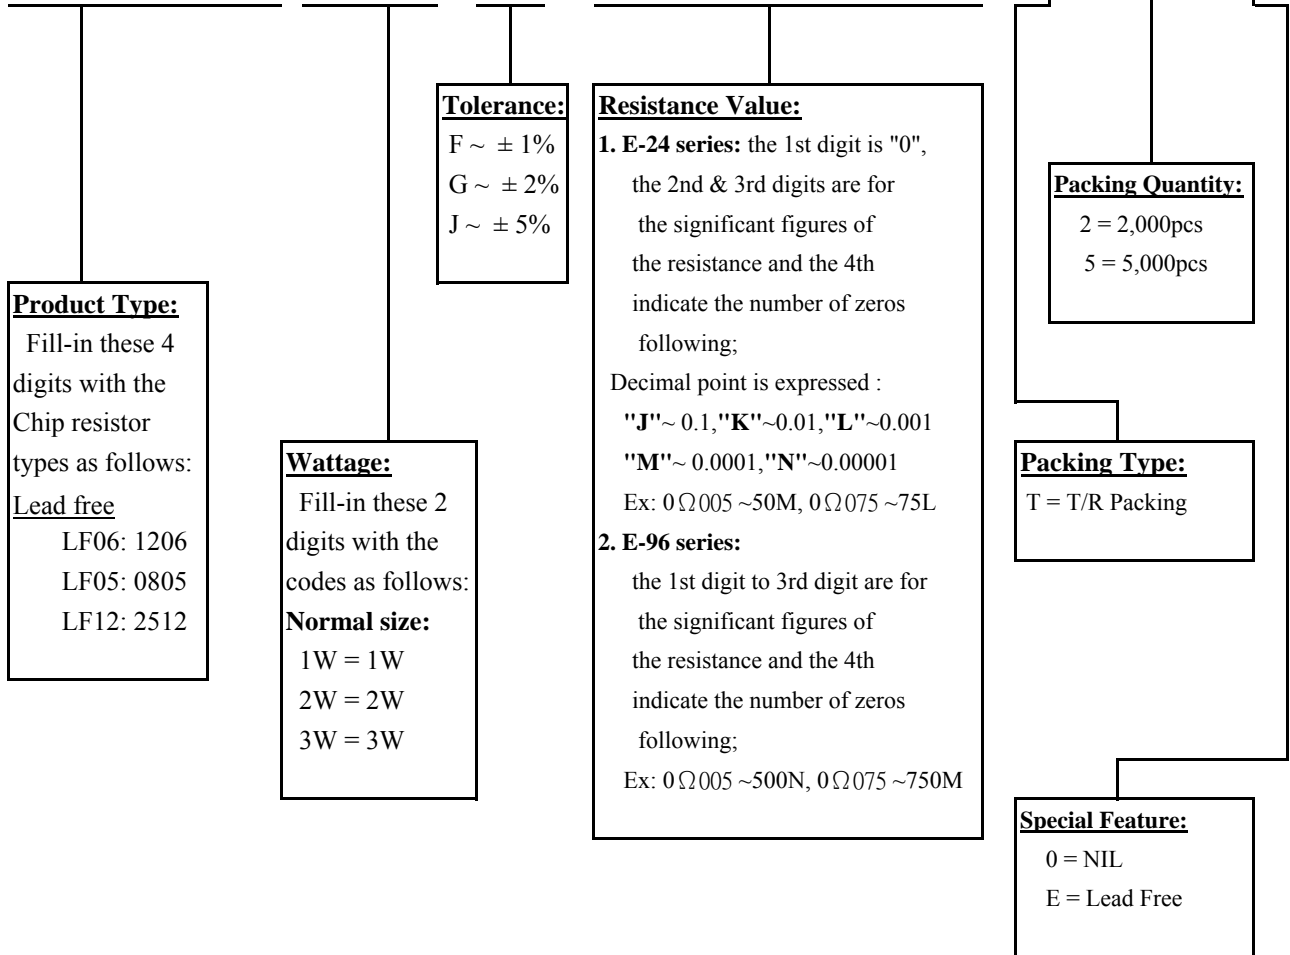 Tolerance:
F ~ ± 1%
G ~ ± 2%
J ~ ± 5%
Resistance Value:
1. E-24 series: the 1st digit is "0",
the 2nd & 3rd digits are for
the significant figures of
the resistance and the 4th
indicate the number of zeros
following;
Decimal point is expressed :
"J"~ 0.1,"K"~0.01,"L"~0.001
"M"~ 0.0001,"N"~0.00001
Ex: 0Ω005 ~50M, 0Ω075 ~75L
2. E-96 series:
the 1st digit to 3rd digit are for
the significant figures of
the resistance and the 4th
indicate the number of zeros
following;
Ex: 0Ω005 ~500N, 0Ω075 ~750M
Packing Quantity:
2 = 2,000pcs
5 = 5,000pcs
Product Type:
Fill-in these 4
digits with the
Chip resistor
types as follows:
Lead free
LF06: 1206
LF05: 0805
LF12: 2512
Wattage:
Fill-in these 2
digits with the
codes as follows:
Normal size:
1W = 1W
2W = 2W
3W = 3W
Packing Type:
T = T/R Packing
Special Feature:
0 = NIL
E = Lead Free